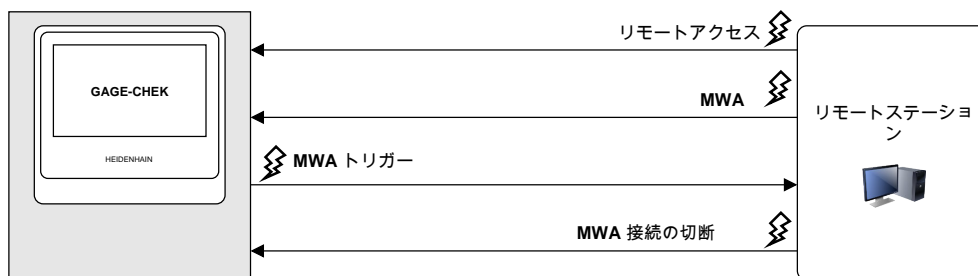 リモートアクセス
GAGE-CHEK
MWA
リモートステーショ
ン
HEIDENHAIN
MWA トリガー
MWA 接続の切断